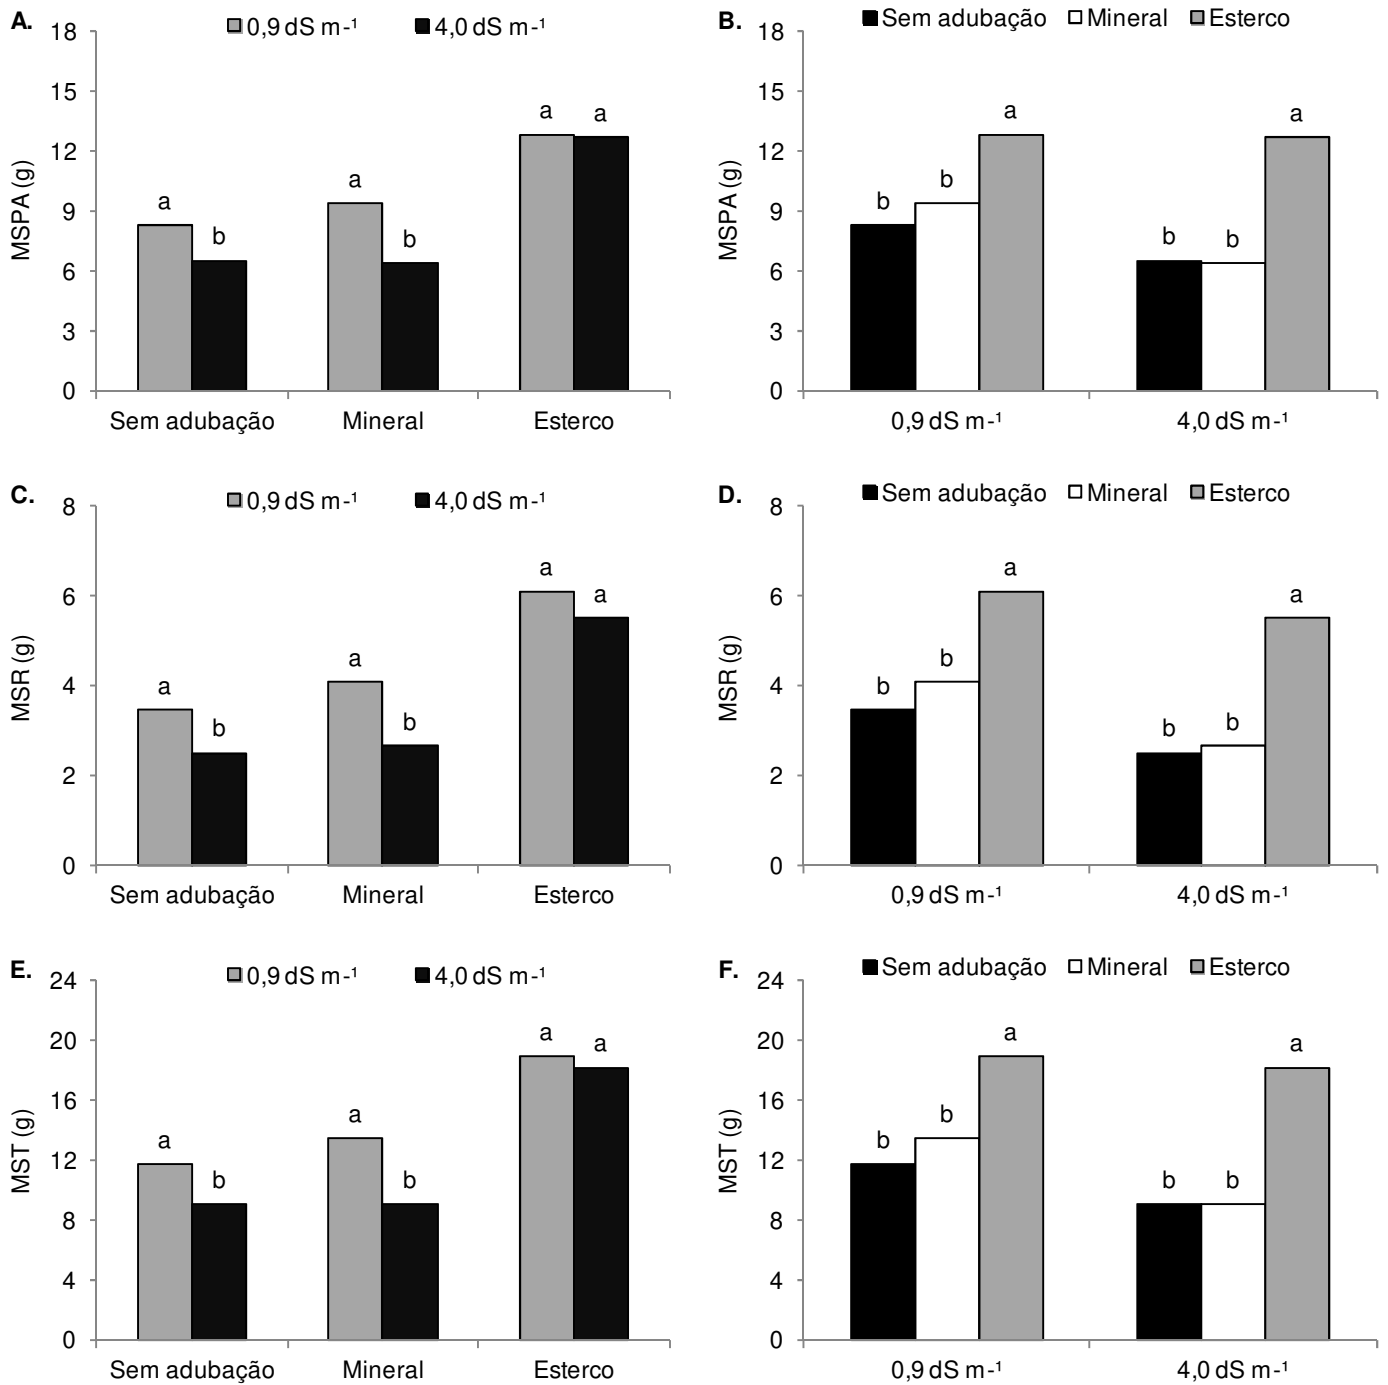 A.
0,9 dS m-¹ 4,0 dS m-¹
MSPA (g)
18
15
12
9
6
3
0
a b a b a a
Sem adubação Mineral Esterco
B.
Sem adubação Mineral Esterco
MSPA (g)
18
15
12
9
6
3
0
b b a b b a
0,9 dS m-¹ 4,0 dS m-¹
C.
0,9 dS m-¹ 4,0 dS m-¹
MSR (g)
8
6
4
2
0
a b a b a a
Sem adubação Mineral Esterco
D.
Sem adubação Mineral Esterco
MSR (g)
8
6
4
2
0
b b a b b a
0,9 dS m-¹ 4,0 dS m-¹
E.
0,9 dS m-¹ 4,0 dS m-¹
MST (g)
24
20
16
12
8
4
0
a b a b a a
Sem adubação Mineral Esterco
F.
Sem adubação Mineral Esterco
MST (g)
24
20
16
12
8
4
0
b b a b b a
0,9 dS m-¹ 4,0 dS m-¹